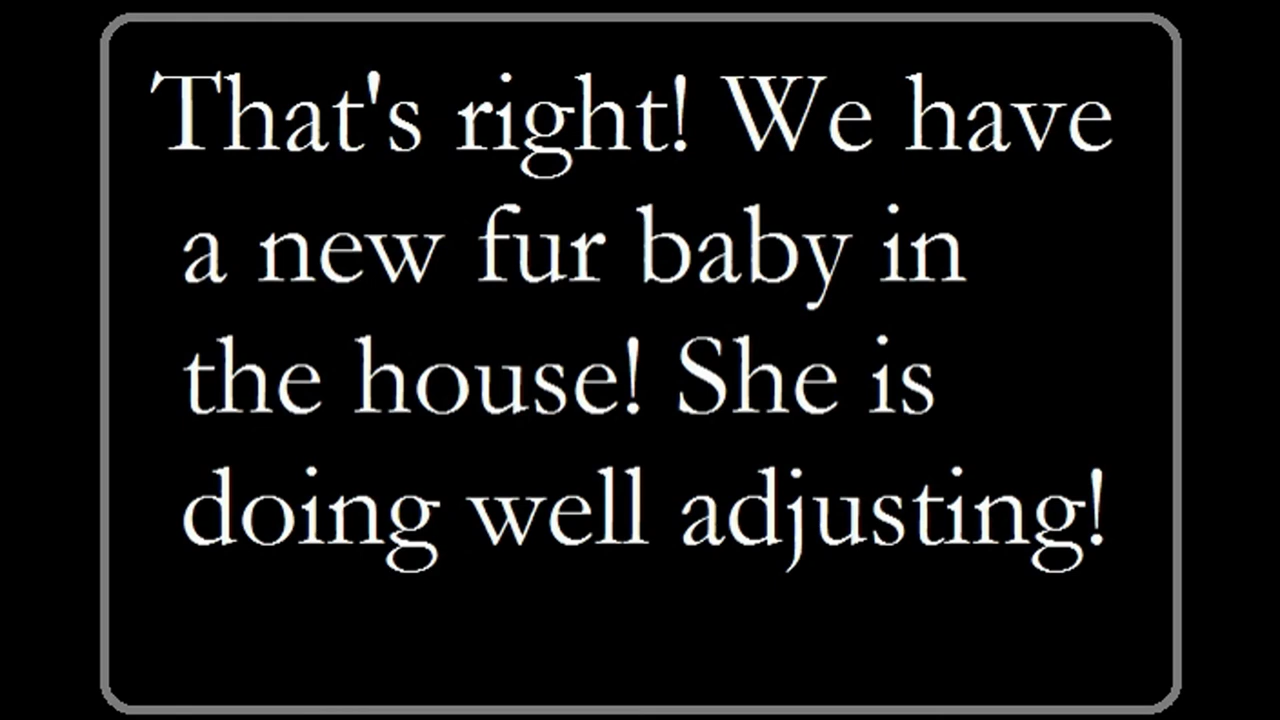 That's right! We have
a new fur baby in
the house! She is
doing well adjusting!